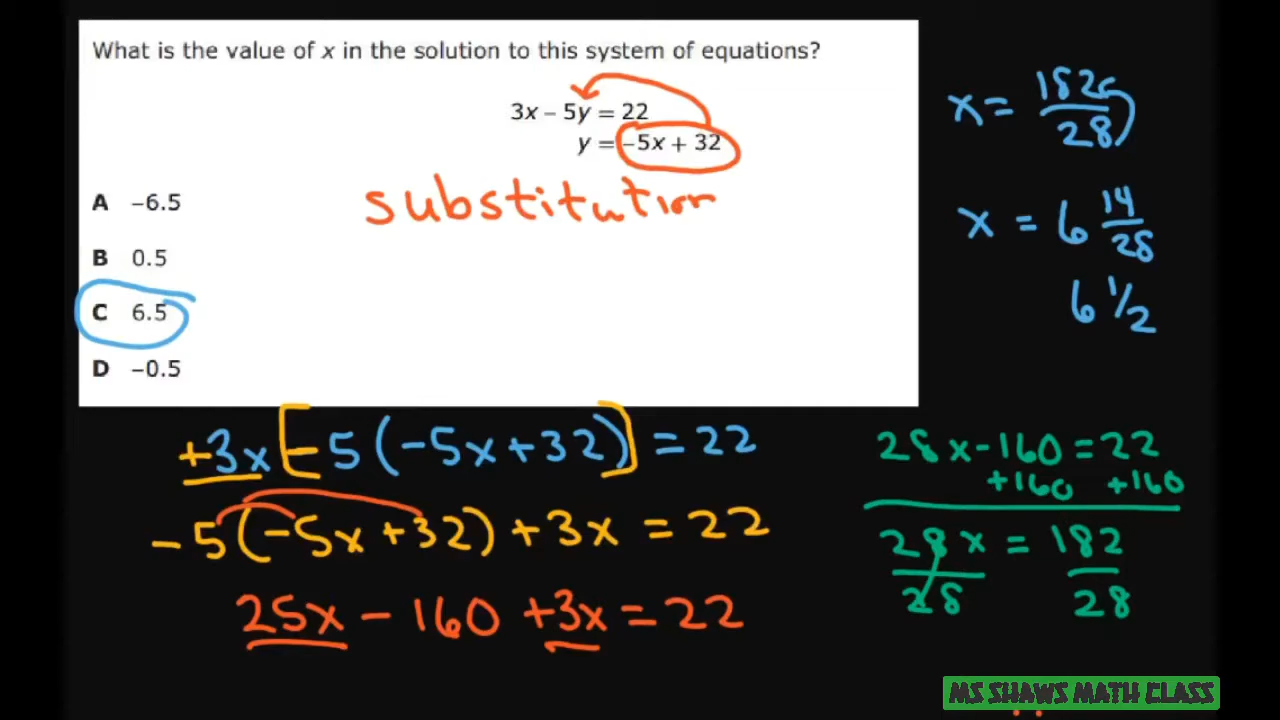 What is the value of x in the solution to this system of equations?
3x – 5y = 22
y = –5x + 32
substitution
A –6.5
B 0.5
C 6.5
D –0.5
x = 182/28
x = 6 14/28
6 1/2
+3x [–5(–5x+32)] = 22
–5(–5x+32) + 3x = 22
25x – 160 + 3x = 22
28x – 160 = 22
+160 +160
28x = 182
28 28
MS SHAWS MATH CLASS